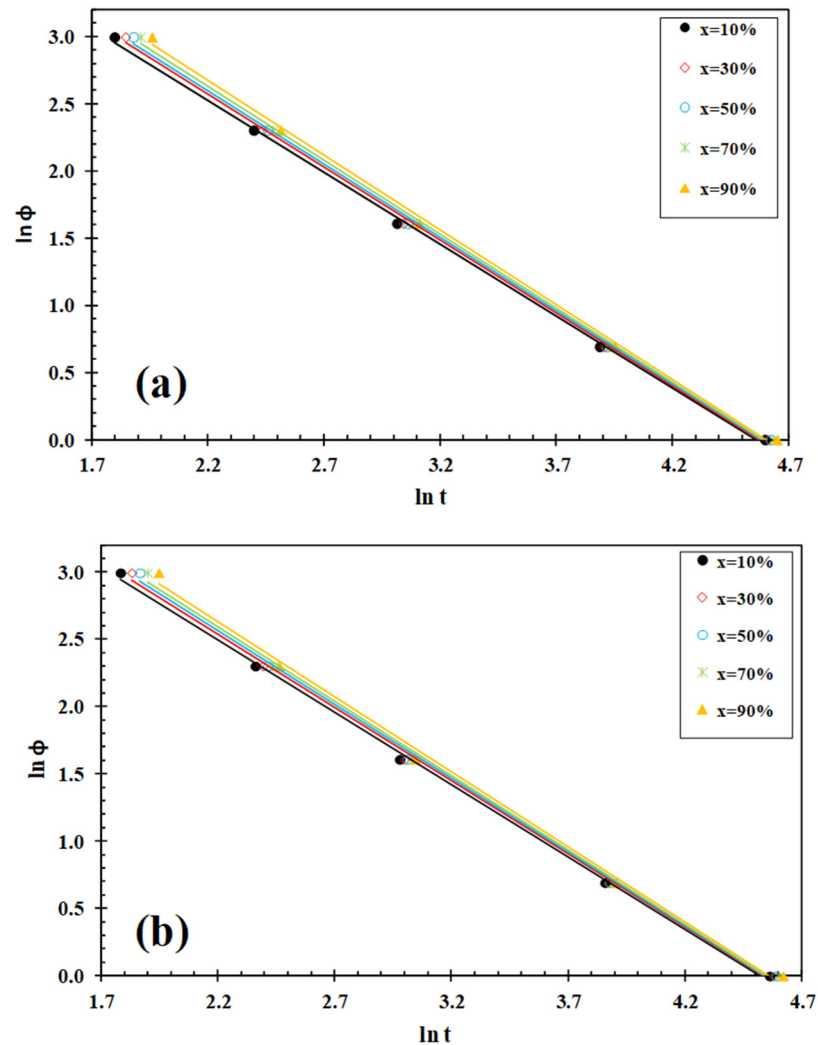 3.0
2.5
2.0
1.5
1.0
0.5
0.0
ln ϕ
1.7 2.2 2.7 3.2 3.7 4.2 4.7
ln t
(a)
x=10%
x=30%
x=50%
x=70%
x=90%
3.0
2.5
2.0
1.5
1.0
0.5
0.0
ln ϕ
1.7 2.2 2.7 3.2 3.7 4.2 4.7
ln t
(b)
x=10%
x=30%
x=50%
x=70%
x=90%